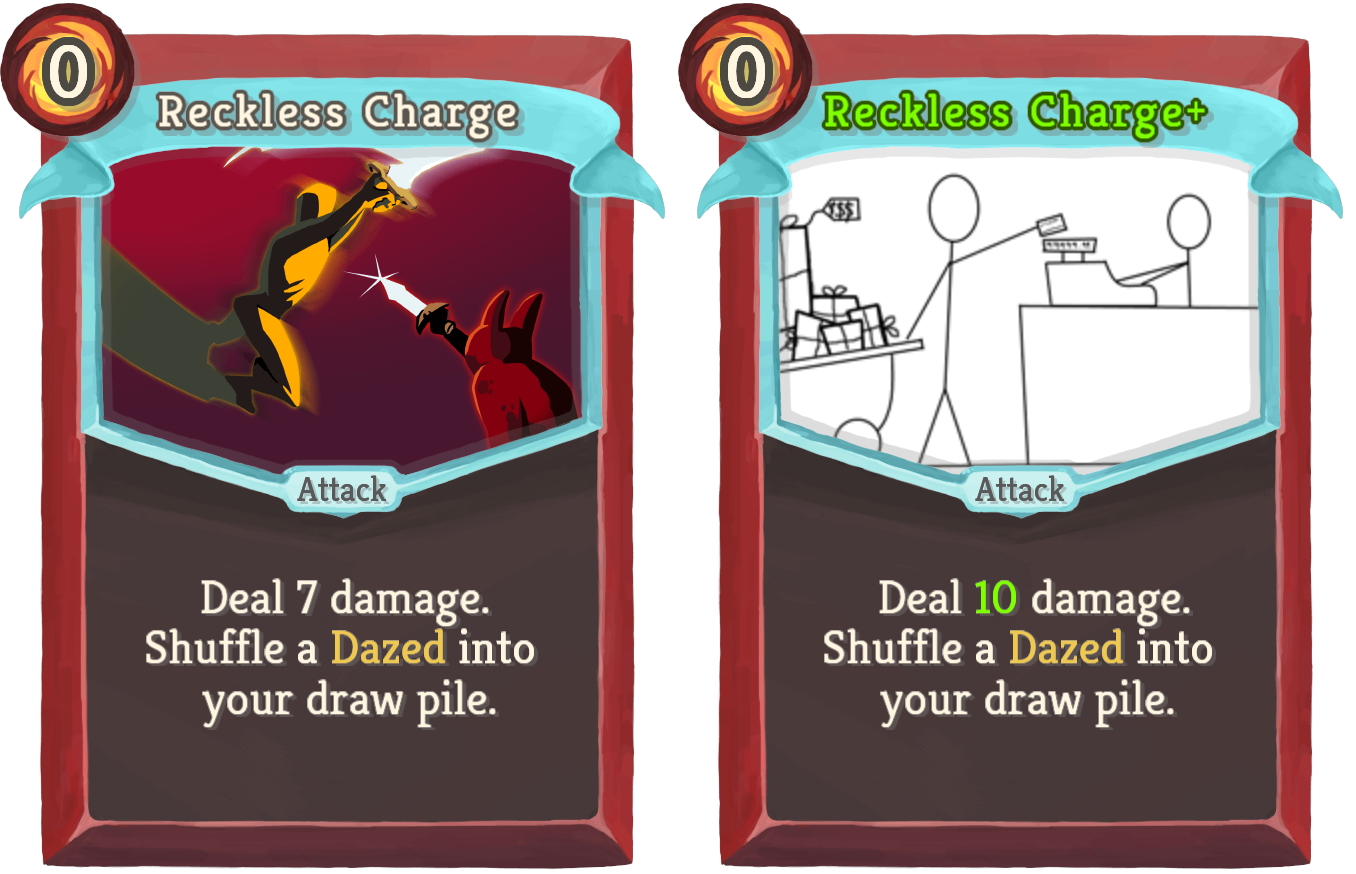 0
Reckless Charge
Attack
Deal 7 damage.
Shuffle a Dazed into
your draw pile.
0
Reckless Charge+
$$$
Attack
Deal 10 damage.
Shuffle a Dazed into
your draw pile.